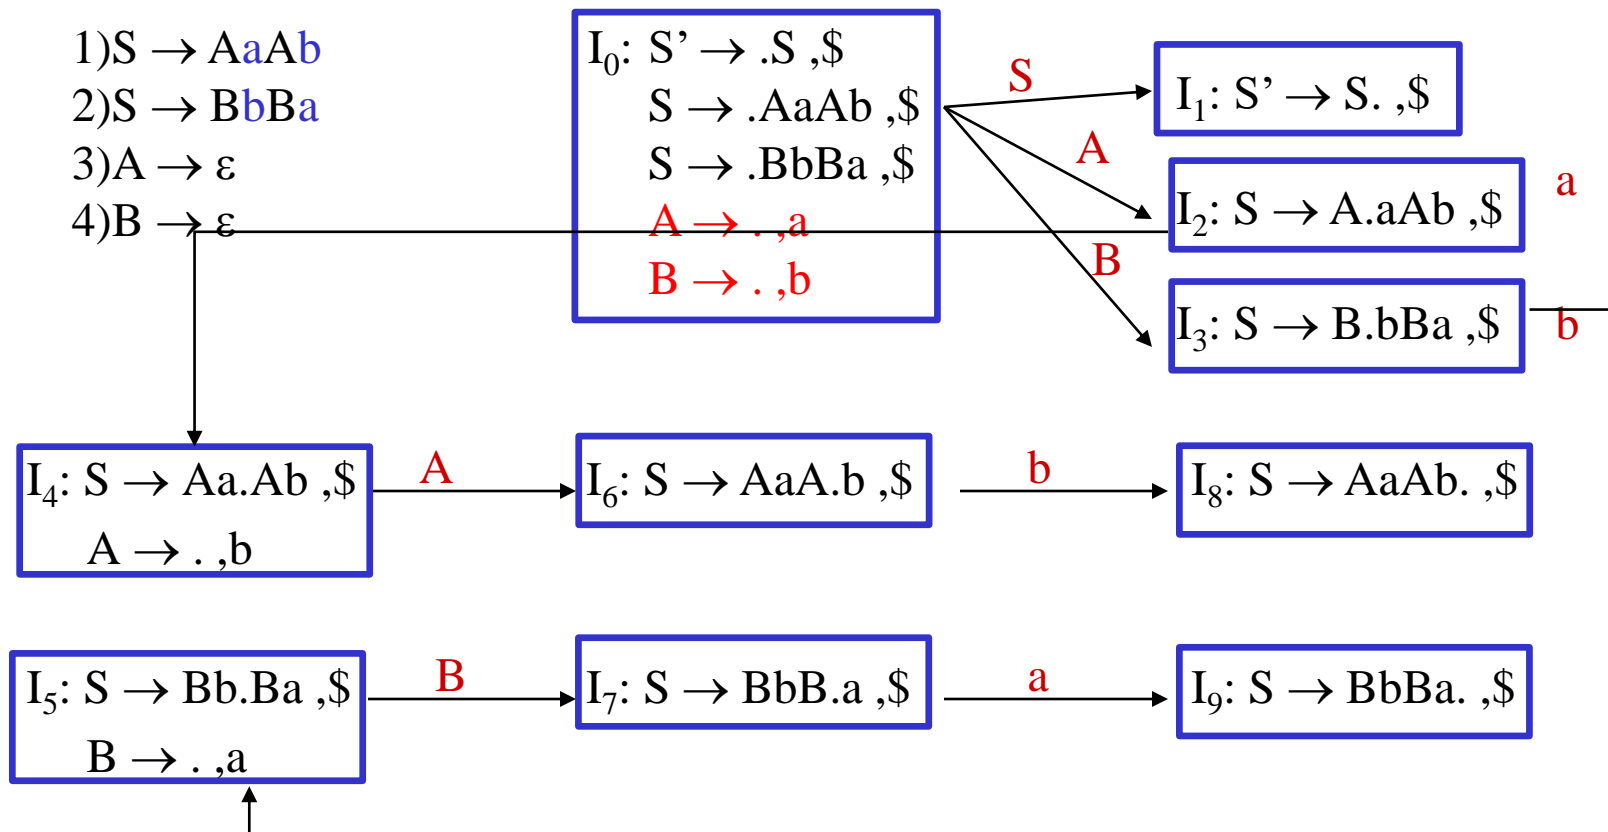 1)S → AaAb
2)S → BbBa
3)A → ε
4)B → ε
I₀: S’ → .S ,$
S → .AaAb ,$
S → .BbBa ,$
A → . ,a
B → . ,b
S
A
B
I₁: S’ → S. ,$
I₂: S → A.aAb ,$
a
I₃: S → B.bBa ,$
b
I₄: S → Aa.Ab ,$
A → . ,b
A
I₆: S → AaA.b ,$
b
I₈: S → AaAb. ,$
I₅: S → Bb.Ba ,$
B → . ,a
B
I₇: S → BbB.a ,$
a
I₉: S → BbBa. ,$